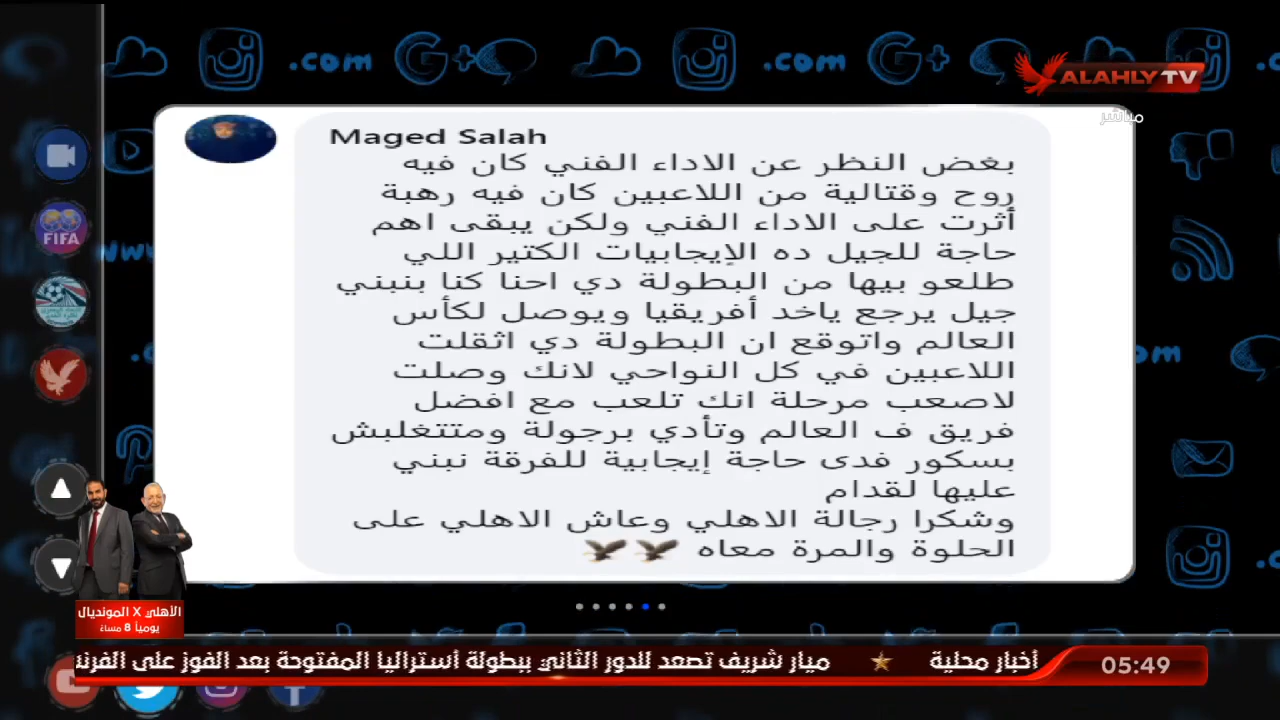 .com
.com
ALAHLYTV
مباشر
FIFA
Maged Salah
بغض النظر عن الاداء الفني كان فيه
روح وقتالية من اللاعبين كان فيه رهبة
أثرت على الاداء الفني ولكن يبقى اهم
حاجة للجيل ده الإيجابيات الكتير اللي
طلعو بيها من البطولة دي احنا كنا بنبني
جيل يرجع ياخد أفريقيا ويوصل لكأس
العالم واتوقع ان البطولة دي اثقلت
اللاعبين في كل النواحي لانك وصلت
لاصعب مرحلة انك تلعب مع افضل
فريق ف العالم وتأدي برجولة ومتتغلبش
بسكور فدى حاجة إيجابية للفرقة نبني
عليها لقدام
وشكرا رجالة الاهلي وعاش الاهلي على
الحلوة والمرة معاه
الأهلي X المونديال
يومياً 8 مساءً
أخبار محلية
ميار شريف تصعد للدور الثاني ببطولة أستراليا المفتوحة بعد الفوز على
05:49